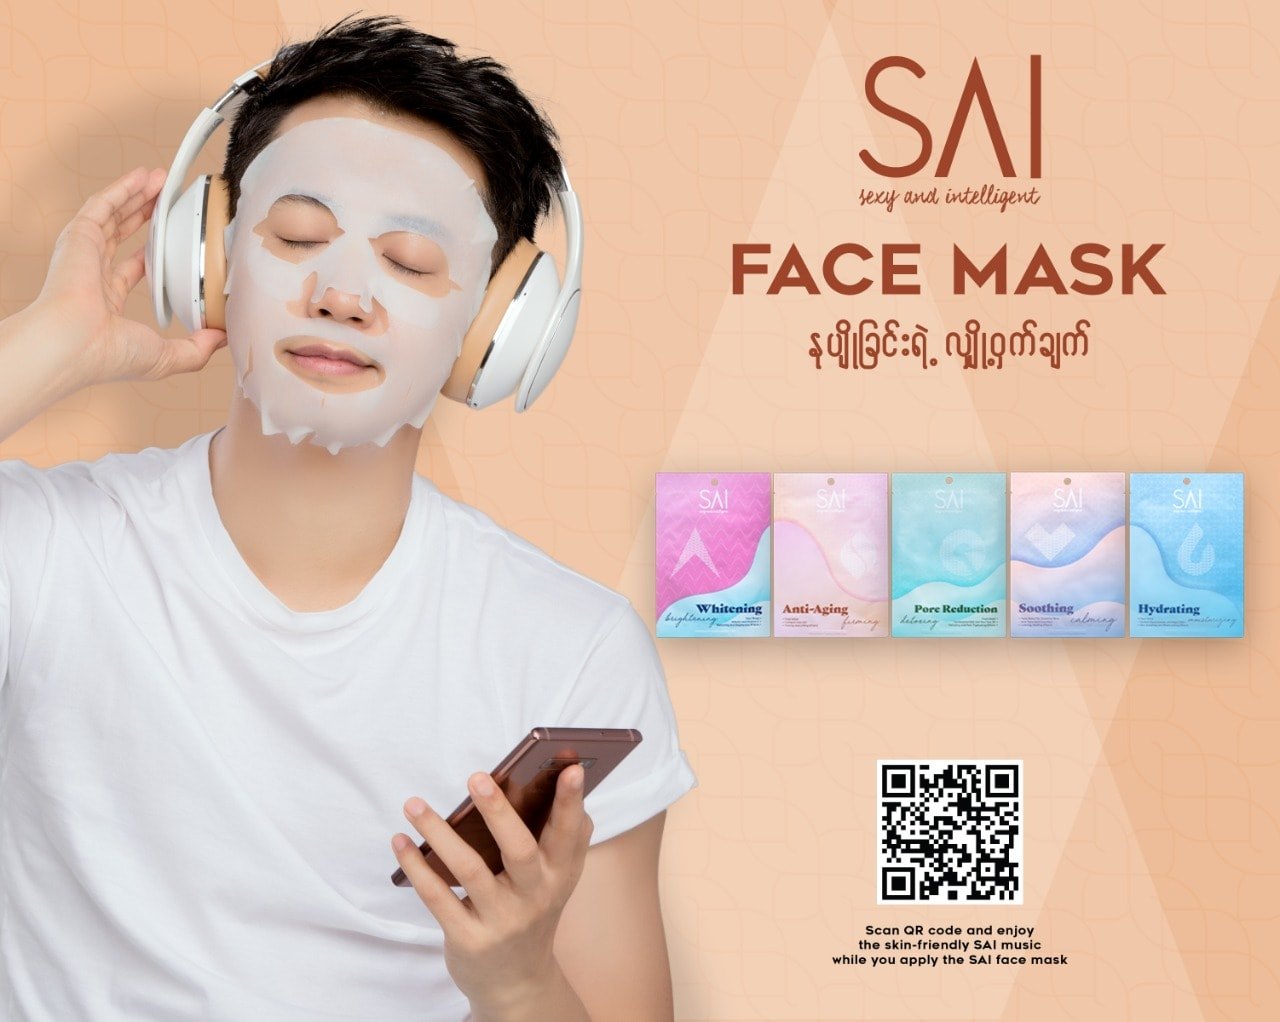 SAI
sexy and intelligent
FACE MASK
နုပျိုခြင်းရဲ့ လျှို့ဝှက်ချက်
SAI
Whitening
brightening
SAI
Anti-Aging
firming
SAI
Pore Reduction
detoxing
SAI
Soothing
calming
SAI
Hydrating
moisturizing
Scan QR code and enjoy
the skin-friendly SAI music
while you apply the SAI face mask